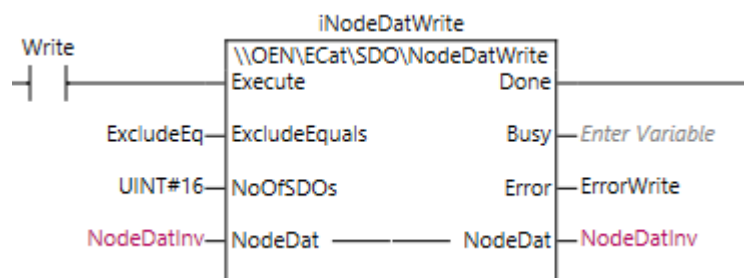 iNodeDatWrite
Write
\\OEN\ECat\SDO\NodeDatWrite
Execute Done
ExcludeEq ExcludeEquals Busy Enter Variable
UINT#16 NoOfSDOs Error ErrorWrite
NodeDatInv NodeDat NodeDat NodeDatInv